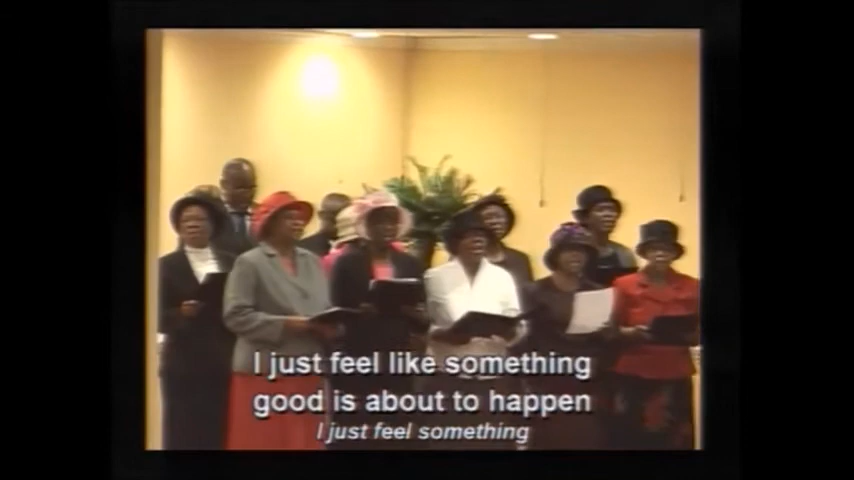 I just feel like something
good is about to happen
I just feel something